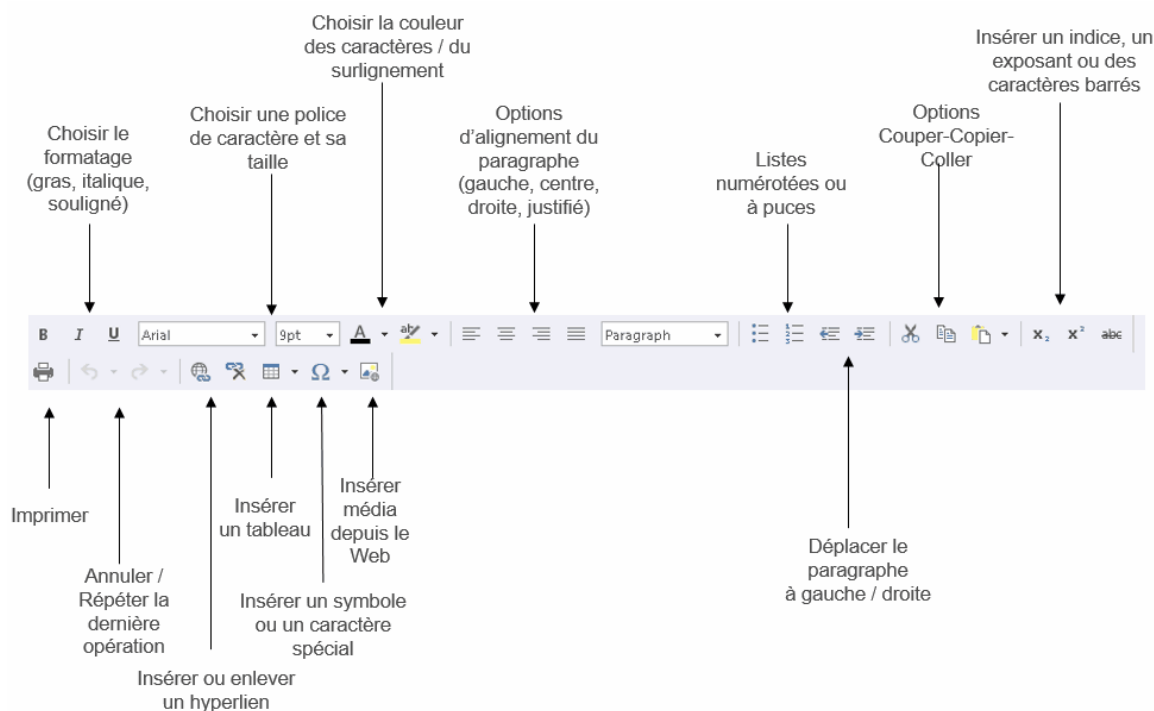 Choisir la couleur
des caractères / du
surlignement
Insérer un indice, un
exposant ou des
caractères barrés
Choisir une police
de caractère et sa
taille
Options
d'alignement du
paragraphe
(gauche, centre,
droite, justifié)
Options
Couper-Copier-
Coller
Choisir le
formatage
(gras, italique,
souligné)
Listes
numérotées ou
à puces
B I U Arial 9pt A ab Paragraph x₂ x² abc
Ω
Imprimer
Insérer
un tableau
Insérer
média
depuis le
Web
Annuler /
Répéter la
dernière
opération
Insérer un symbole
ou un caractère
spécial
Déplacer le
paragraphe
à gauche / droite
Insérer ou enlever
un hyperlien